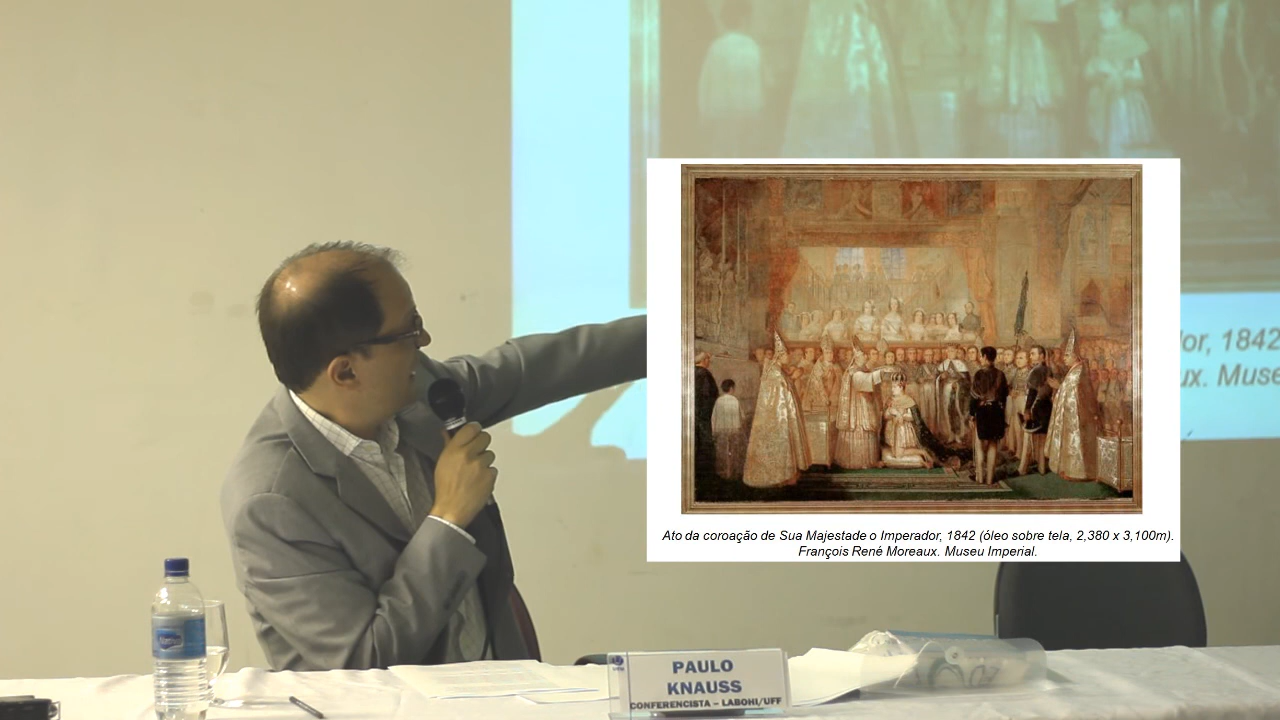 or, 1842
ux. Muse
Ato da coroação de Sua Majestade o Imperador, 1842 (óleo sobre tela, 2,380 x 3,100m).
François René Moreaux. Museu Imperial.
PAULO
KNAUSS
CONFERENCISTA – LABOHI/UFF